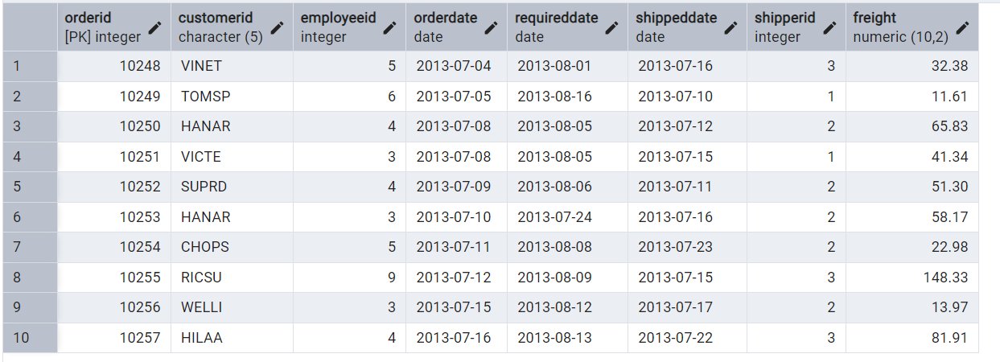 orderid customerid employeeid orderdate requireddate shippeddate shipperid freight
[PK] integer character (5) integer date date date integer numeric (10,2)
1 10248 VINET 5 2013-07-04 2013-08-01 2013-07-16 3 32.38
2 10249 TOMSP 6 2013-07-05 2013-08-16 2013-07-10 1 11.61
3 10250 HANAR 4 2013-07-08 2013-08-05 2013-07-12 2 65.83
4 10251 VICTE 3 2013-07-08 2013-08-05 2013-07-15 1 41.34
5 10252 SUPRD 4 2013-07-09 2013-08-06 2013-07-11 2 51.30
6 10253 HANAR 3 2013-07-10 2013-07-24 2013-07-16 2 58.17
7 10254 CHOPS 5 2013-07-11 2013-08-08 2013-07-23 2 22.98
8 10255 RICSU 9 2013-07-12 2013-08-09 2013-07-15 3 148.33
9 10256 WELLI 3 2013-07-15 2013-08-12 2013-07-17 2 13.97
10 10257 HILAA 4 2013-07-16 2013-08-13 2013-07-22 3 81.91